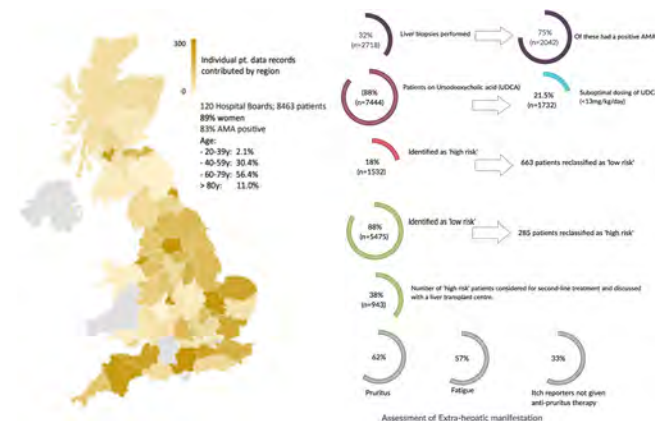 300
Individual pt. data records
contributed by region
0
120 Hospital Boards; 8463 patients
89% women
83% AMA positive
Age:
- 20-39y: 2.1%
- 40-59y: 30.4%
- 60-79y: 56.4%
> 80y: 11.0%
32%
(n=2718)
Liver biopsies performed
75%
(n=2042)
Of these had a positive AMA
(88%
(n=7444)
Patients on Ursodoxycholic acid (UDCA)
21.5%
(n=1732)
Suboptimal dosing of UDCA
(<13mg/kg/day)
18%
(n=1532)
Identified as 'high risk'
663 patients reclassified as 'low risk'
88%
(n=5475)
Identified as 'low risk'
285 patients reclassified as 'high risk'
38%
(n=943)
Number of 'high risk' patients considered for second-line treatment and discussed
with a liver transplant centre.
62%
Pruritus
57%
Fatigue
33%
Itch reporters not given
anti-pruritus therapy
Assessment of Extra-hepatic manifestation